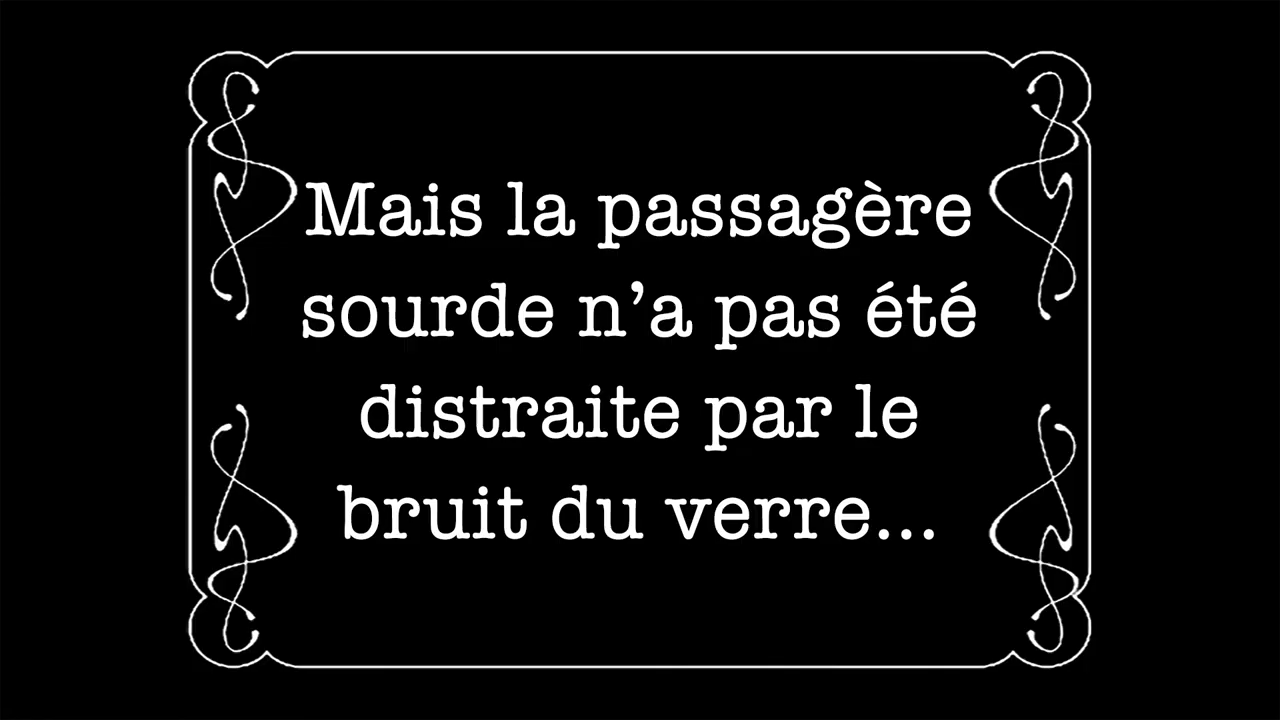 Mais la passagère
sourde n’a pas été
distraite par le
bruit du verre...